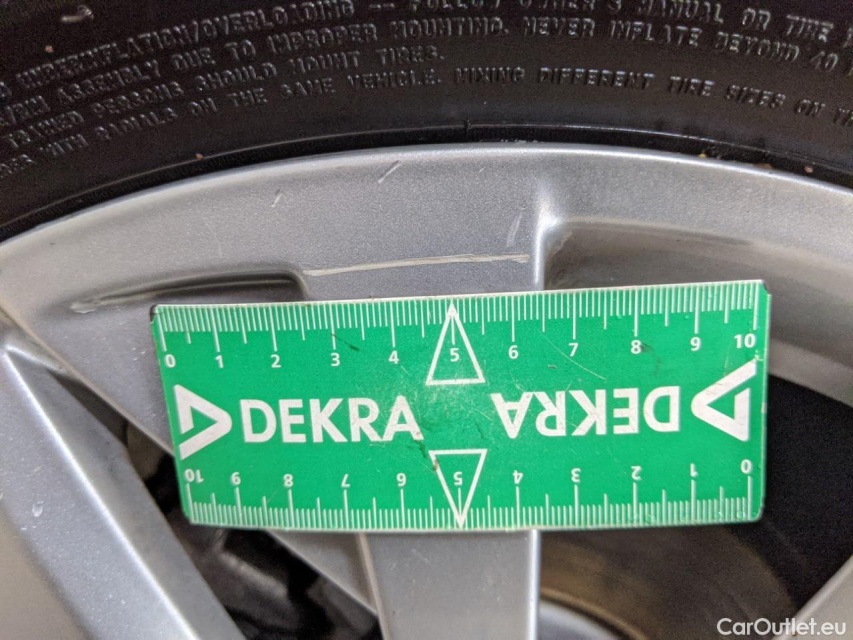 UNDERINFLATION/OVERLOADING -- FOLLOW OWNER'S MANUAL OR TIRE
RIM ASSEMBLY DUE TO IMPROPER MOUNTING. NEVER INFLATE BEYOND 40
TRAINED PERSONS SHOULD MOUNT TIRES.
WITH RADIALS ON THE SAME VEHICLE. MIXING DIFFERENT TIRE SIZES ON
0 1 2 3 4 5 6 7 8 9 10
DEKRA DEKRA
10 9 8 7 6 5 4 3 2 1 0
CarOutlet.eu